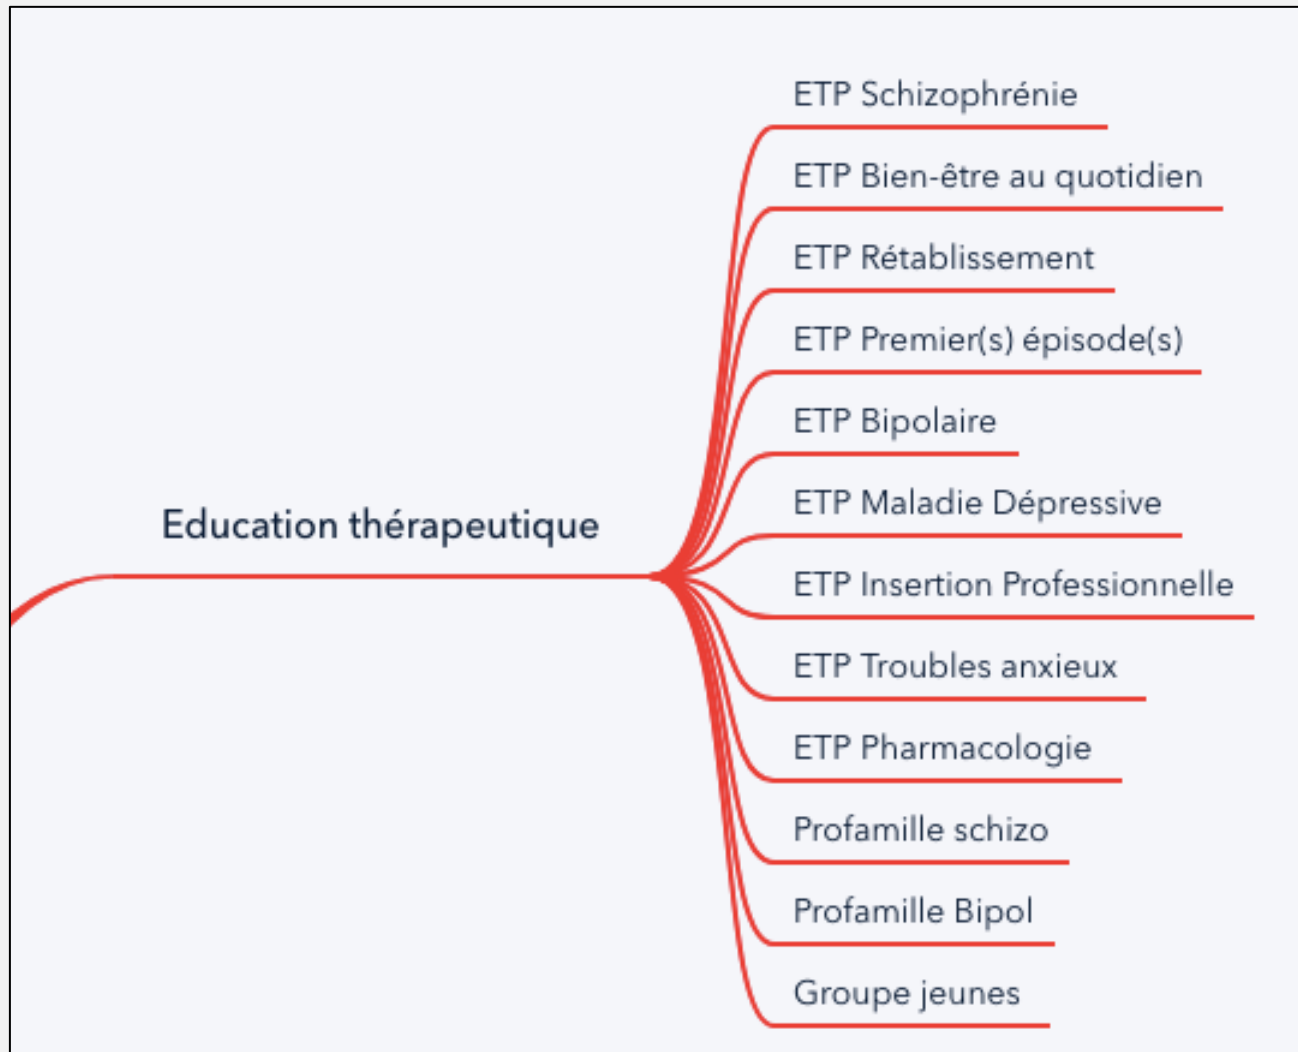 ETP Schizophrénie
ETP Bien-être au quotidien
ETP Rétablissement
ETP Premier(s) épisode(s)
ETP Bipolaire
ETP Maladie Dépressive
Education thérapeutique
ETP Insertion Professionnelle
ETP Troubles anxieux
ETP Pharmacologie
Profamille schizo
Profamille Bipol
Groupe jeunes